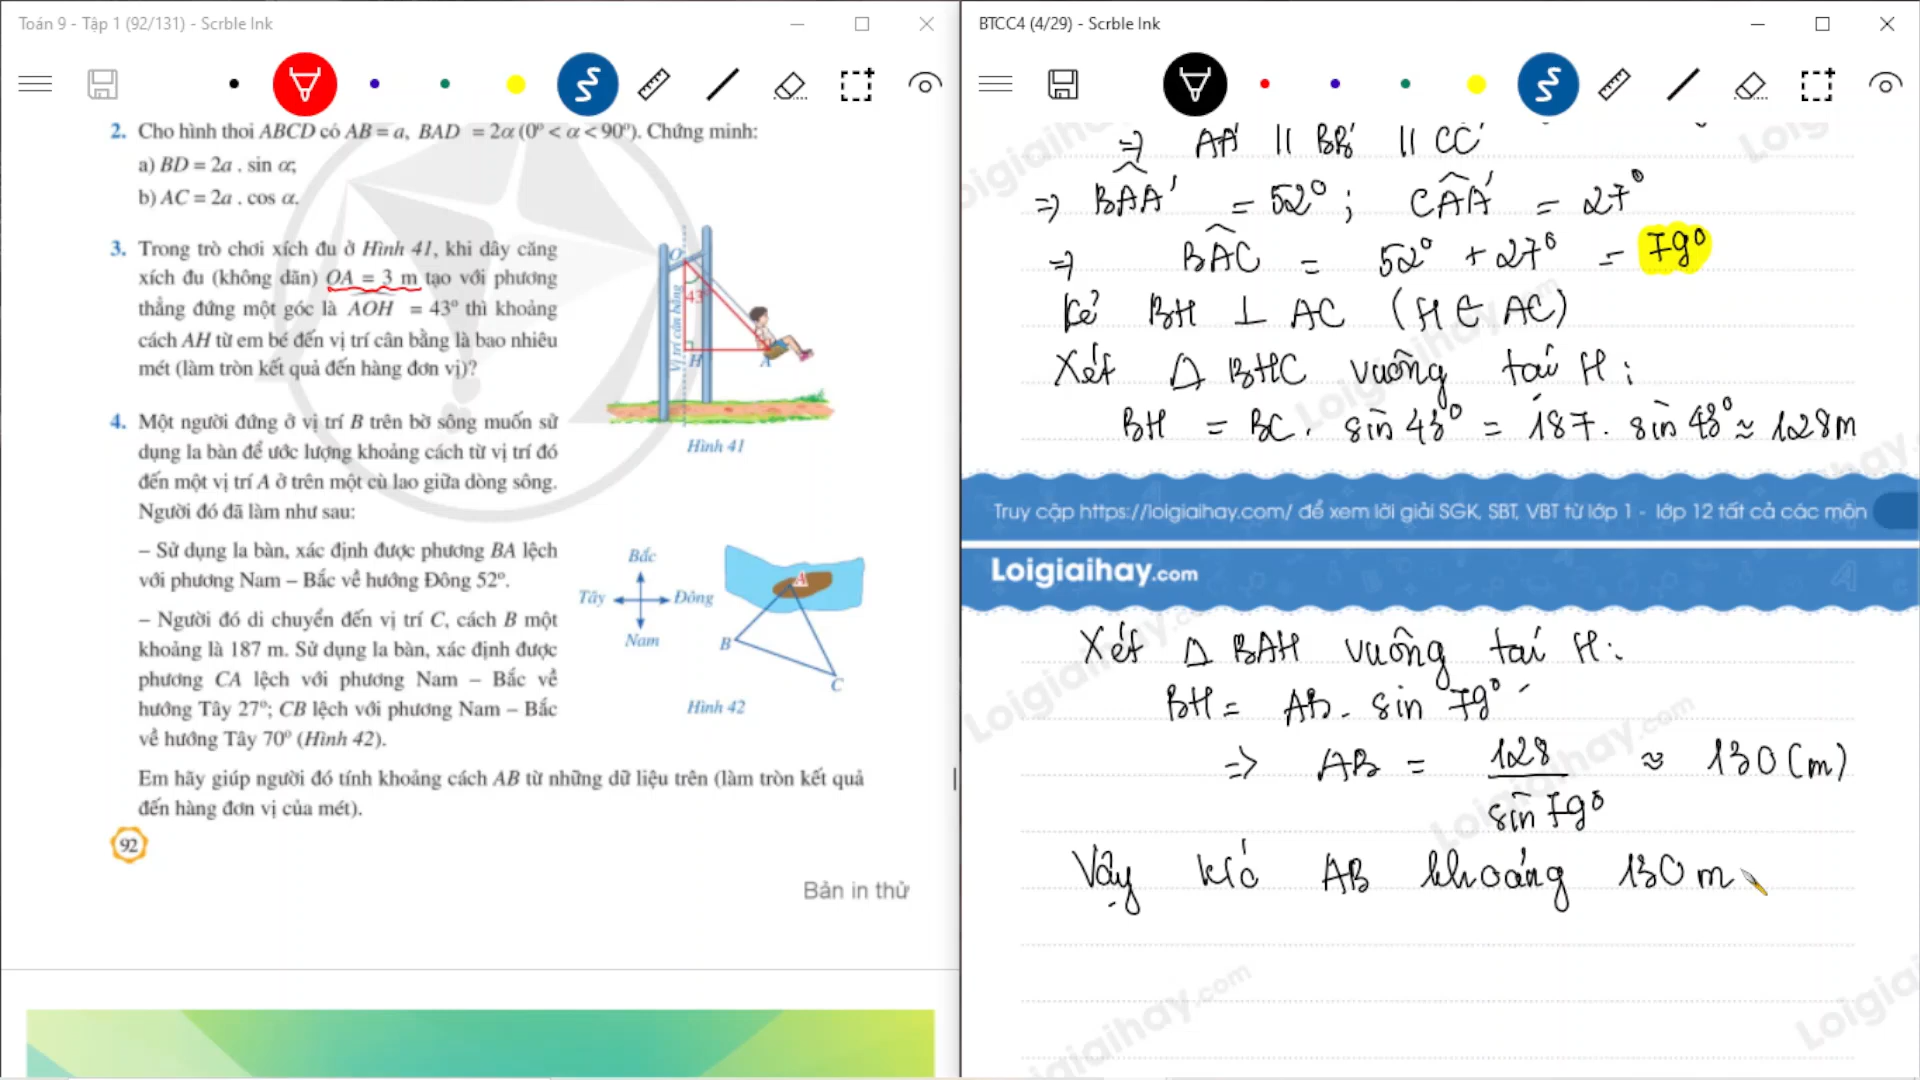 Toán 9 - Tập 1 (92/131) - Scrble Ink
2. Cho hình thoi ABCD có AB = a, BAD = 2α (0° < α < 90°). Chứng minh:
a) BD = 2a . sin α;
b) AC = 2a . cos α.
3. Trong trò chơi xích đu ở Hình 41, khi dây căng
xích đu (không dãn) OA = 3 m tạo với phương
thẳng đứng một góc là AOH = 43° thì khoảng
cách AH từ em bé đến vị trí cân bằng là bao nhiêu
mét (làm tròn kết quả đến hàng đơn vị)?
O
43°
Vị trí cân bằng
H
A
Hình 41
4. Một người đứng ở vị trí B trên bờ sông muốn sử
dụng la bàn để ước lượng khoảng cách từ vị trí đó
đến một vị trí A ở trên một cù lao giữa dòng sông.
Người đó đã làm như sau:
– Sử dụng la bàn, xác định được phương BA lệch
với phương Nam – Bắc về hướng Đông 52°.
– Người đó di chuyển đến vị trí C, cách B một
khoảng là 187 m. Sử dụng la bàn, xác định được
phương CA lệch với phương Nam – Bắc về
hướng Tây 27°; CB lệch với phương Nam – Bắc
về hướng Tây 70° (Hình 42).
Bắc
Tây
Đông
Nam
A
B
C
Hình 42
Em hãy giúp người đó tính khoảng cách AB từ những dữ liệu trên (làm tròn kết quả
đến hàng đơn vị của mét).
92
Bản in thử
BTCC4 (4/29) - Scrble Ink
⇒ AA' || BB' || CC'
⇒ BAA' = 52°; CAA' = 27°
⇒ BAC = 52° + 27° = 79°
Kẻ BH ⊥ AC (H ∈ AC)
Xét Δ BHC vuông tại H:
BH = BC . sin 43° = 187 . sin 43° ≈ 128m
Truy cập https://loigiaihay.com/ để xem lời giải SGK, SBT, VBT từ lớp 1 - lớp 12 tất cả các môn
Loigiaihay.com
Xét Δ BAH vuông tại H:
BH = AB . sin 79°
⇒ AB = 128 / sin 79° ≈ 130 (m)
Vậy k/c AB khoảng 130 m